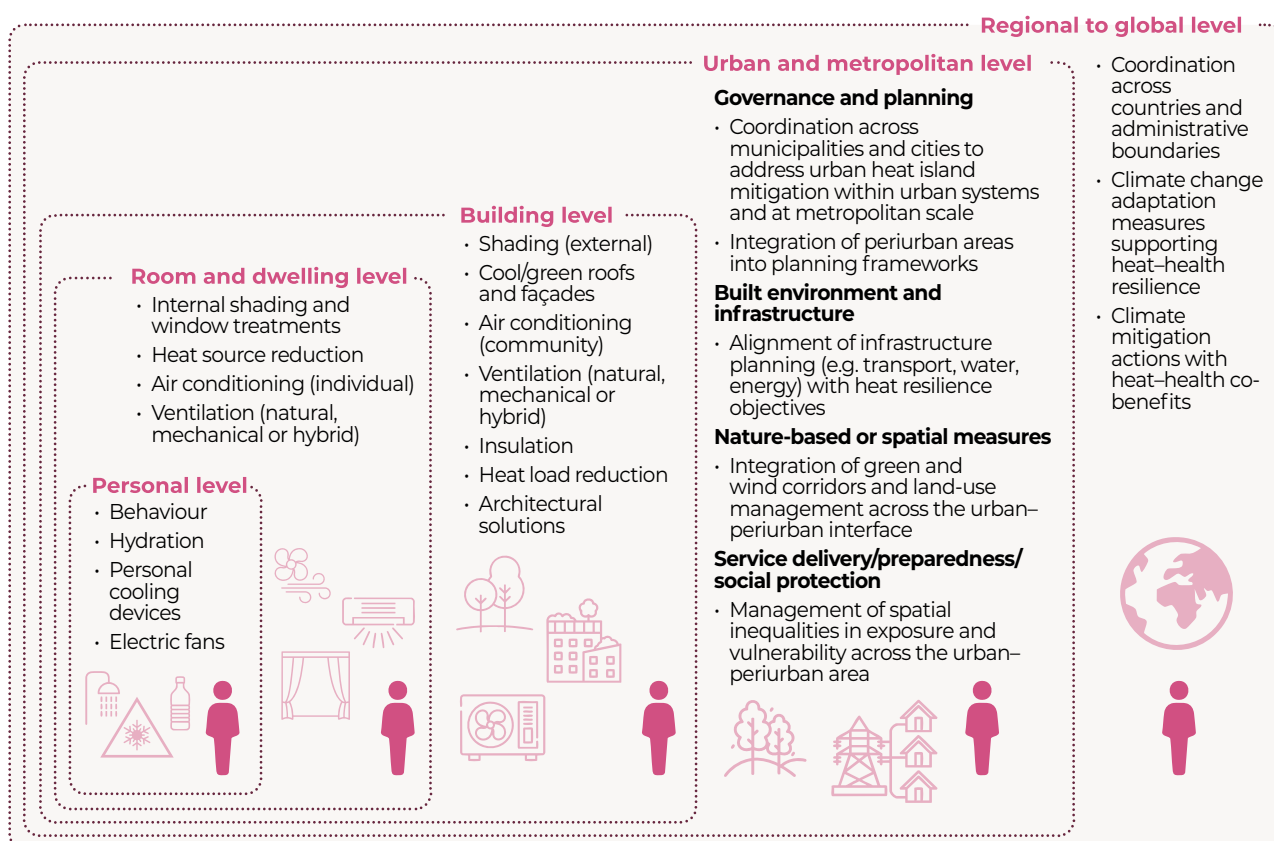 Regional to global level
• Coordination
across
countries and
administrative
boundaries
• Climate change
adaptation
measures
supporting
heat–health
resilience
• Climate
mitigation
actions with
heat–health co-
benefits
Urban and metropolitan level
Governance and planning
• Coordination across
municipalities and cities to
address urban heat island
mitigation within urban systems
and at metropolitan scale
• Integration of periurban areas
into planning frameworks
Built environment and
infrastructure
• Alignment of infrastructure
planning (e.g. transport, water,
energy) with heat resilience
objectives
Nature-based or spatial measures
• Integration of green and
wind corridors and land-use
management across the urban–
periurban interface
Service delivery/preparedness/
social protection
• Management of spatial
inequalities in exposure and
vulnerability across the urban–
periurban area
Building level
• Shading (external)
• Cool/green roofs
and façades
• Air conditioning
(community)
• Ventilation (natural,
mechanical or
hybrid)
• Insulation
• Heat load reduction
• Architectural
solutions
Room and dwelling level
• Internal shading and
window treatments
• Heat source reduction
• Air conditioning (individual)
• Ventilation (natural,
mechanical or hybrid)
Personal level
• Behaviour
• Hydration
• Personal
cooling
devices
• Electric fans